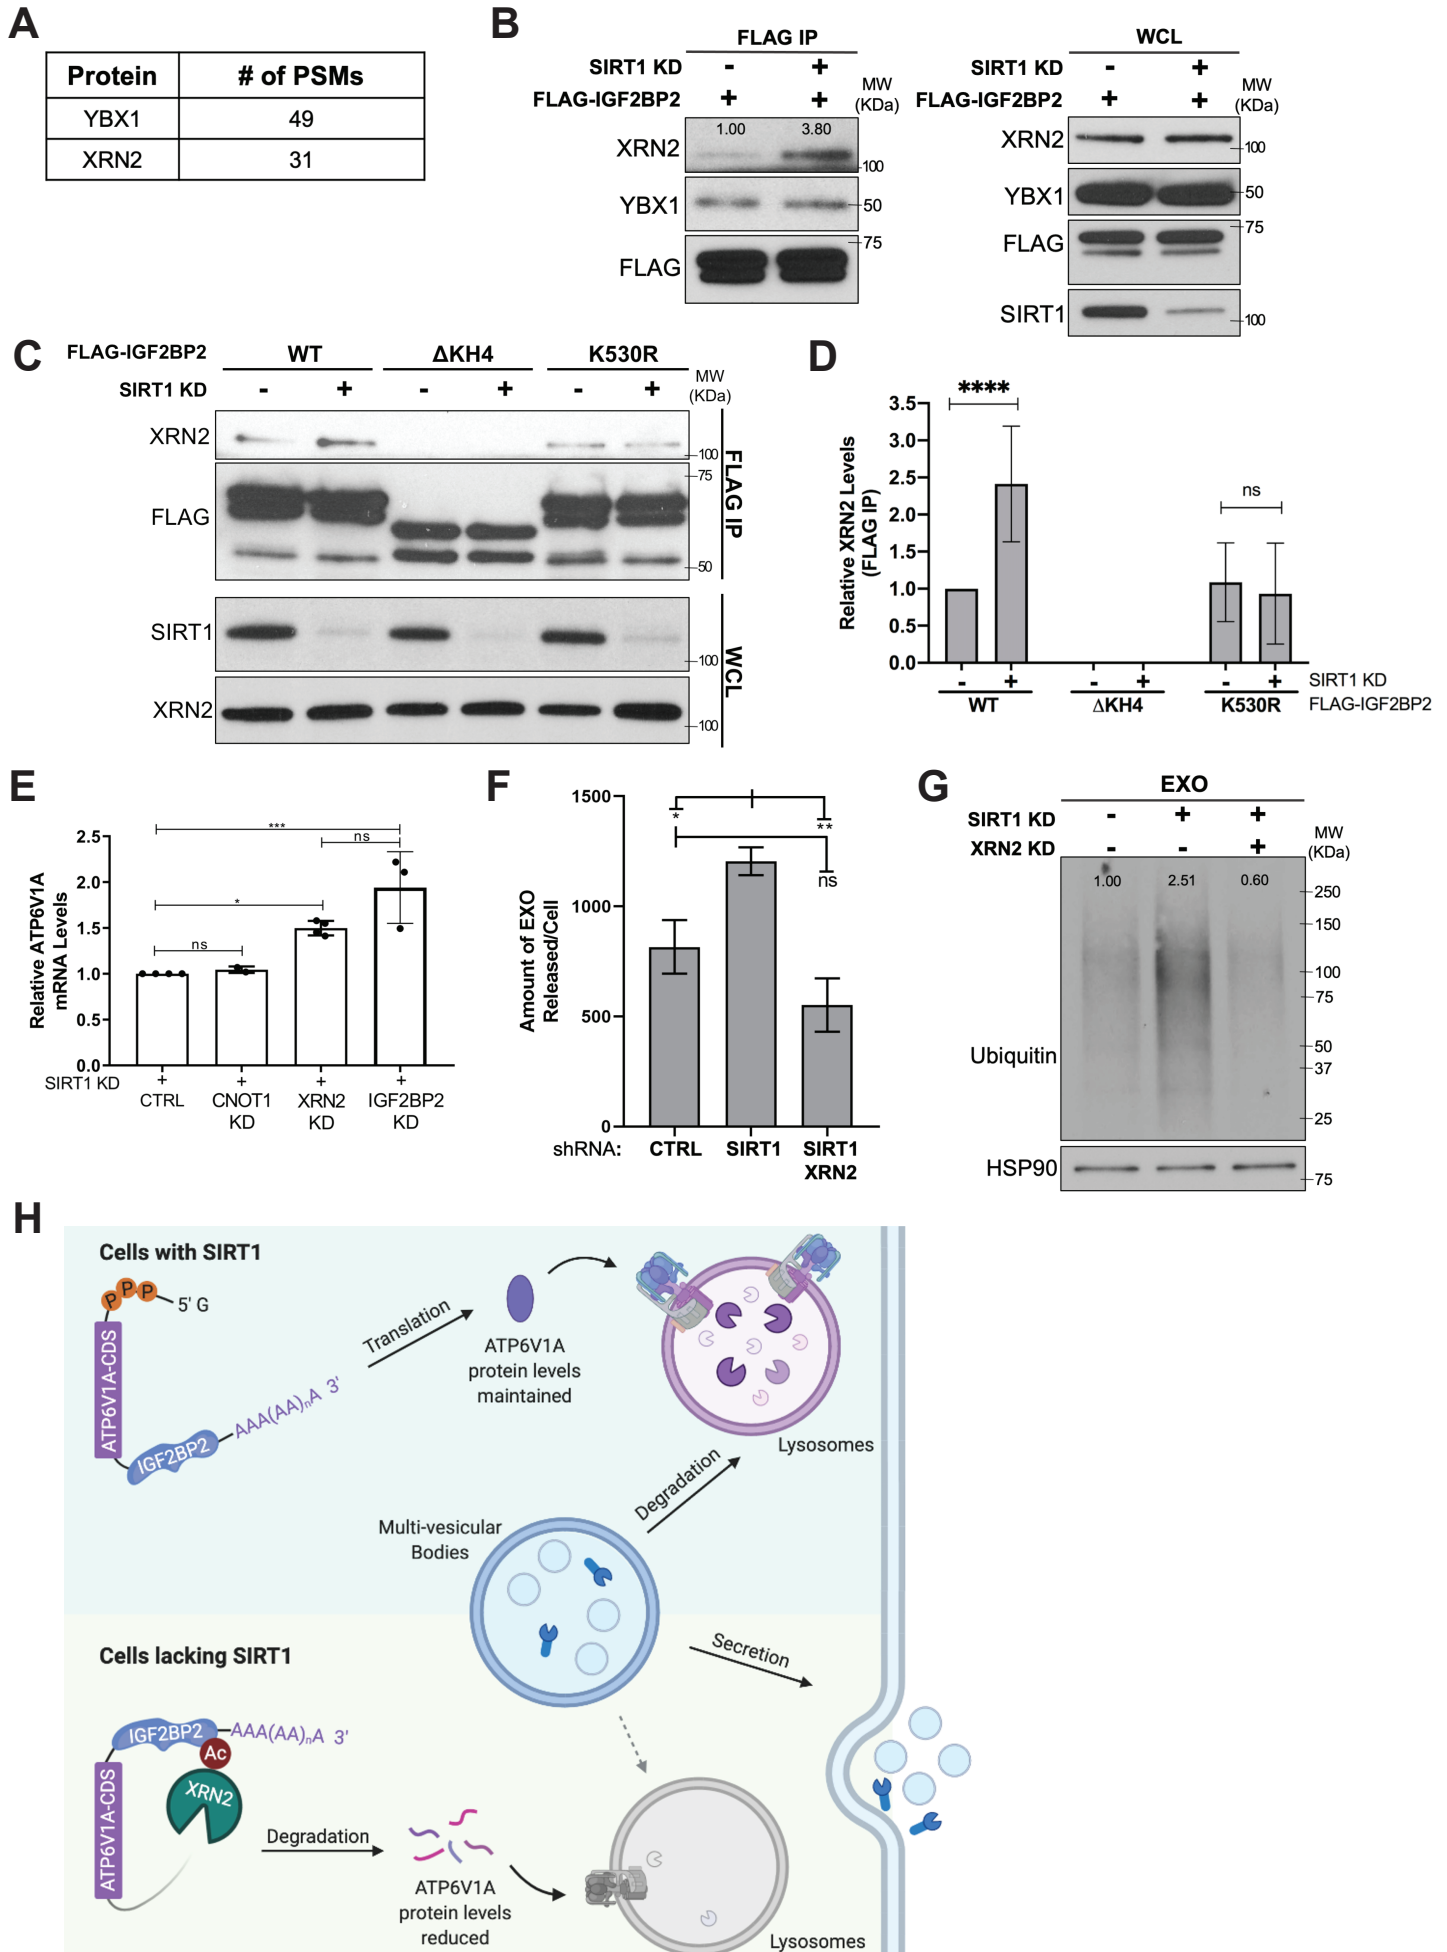 A
Protein # of PSMs
YBX1 49
XRN2 31
B
FLAG IP
SIRT1 KD - +
FLAG-IGF2BP2 + +
MW
(KDa)
XRN2 1.00 3.80
100
YBX1 50
75
FLAG
WCL
SIRT1 KD - +
FLAG-IGF2BP2 + +
MW
(KDa)
XRN2 100
YBX1 50
75
FLAG
SIRT1 100
C
FLAG-IGF2BP2 WT ΔKH4 K530R
SIRT1 KD - + - + - +
MW
(KDa)
XRN2
100
75
FLAG
50
FLAG IP
SIRT1
100
XRN2
100
WCL
D
Relative XRN2 Levels
(FLAG IP)
3.5
3.0
2.5
2.0
1.5
1.0
0.5
0.0
****
ns
- + - + - + SIRT1 KD
WT ΔKH4 K530R FLAG-IGF2BP2
E
Relative ATP6V1A
mRNA Levels
2.5
2.0
1.5
1.0
0.5
0.0
***
ns
*
ns
SIRT1 KD + + + +
CTRL CNOT1 XRN2 IGF2BP2
KD KD KD
F
Amount of EXO
Released/Cell
1500
1000
500
0
* **
ns
shRNA: CTRL SIRT1 SIRT1
XRN2
G
EXO
SIRT1 KD - + +
XRN2 KD - - +
MW
(KDa)
1.00 2.51 0.60
250
150
100
75
50
37
25
Ubiquitin
HSP90
75
H
Cells with SIRT1
P P P 5' G
ATP6V1A-CDS
IGF2BP2
AAA(AA)nA 3'
Translation
ATP6V1A
protein levels
maintained
Lysosomes
Degradation
Multi-vesicular
Bodies
Secretion
Cells lacking SIRT1
IGF2BP2 AAA(AA)nA 3'
Ac
XRN2
ATP6V1A-CDS
Degradation
ATP6V1A
protein levels
reduced
Lysosomes